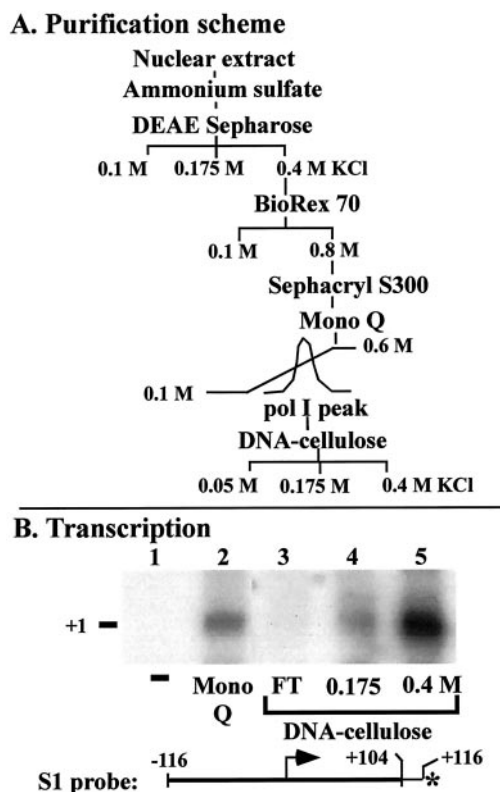 A. Purification scheme
Nuclear extract
Ammonium sulfate
DEAE Sepharose
0.1 M 0.175 M 0.4 M KCl
BioRex 70
0.1 M 0.8 M
Sephacryl S300
Mono Q
0.6 M
0.1 M
pol I peak
DNA-cellulose
0.05 M 0.175 M 0.4 M KCl
B. Transcription
1 2 3 4 5
+1
– Mono Q FT 0.175 0.4 M
DNA-cellulose
-116 +104 +116
S1 probe: *